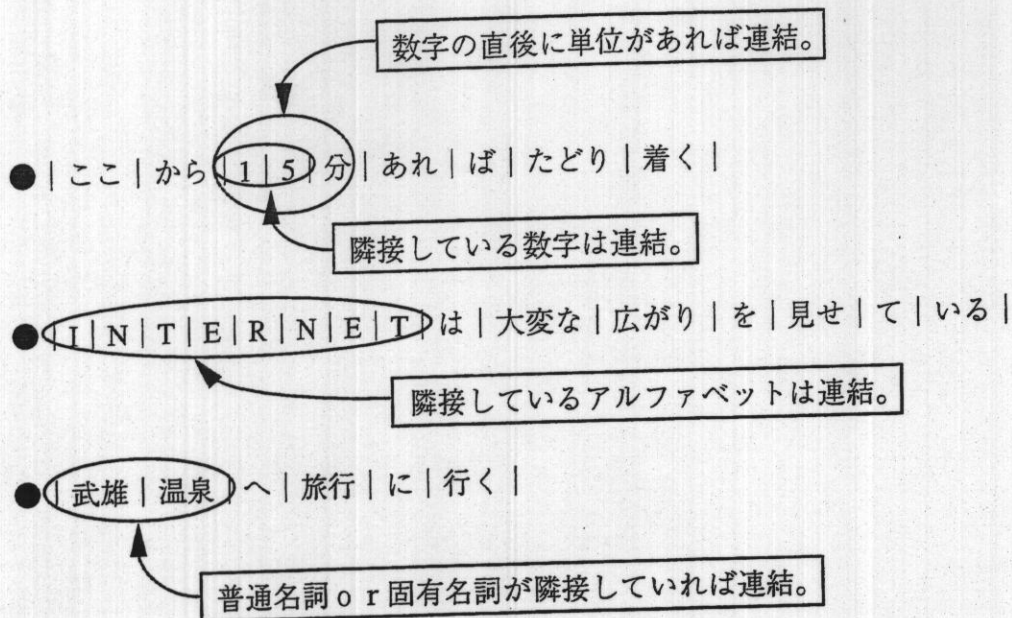 数字の直後に単位があれば連結。
●|ここ|から|1|5|分|あれ|ば|たどり|着く|
隣接している数字は連結。
●|I|N|T|E|R|N|E|T|は|大変な|広がり|を|見せ|て|いる|
隣接しているアルファベットは連結。
●|武雄|温泉|へ|旅行|に|行く|
普通名詞or固有名詞が隣接していれば連結。